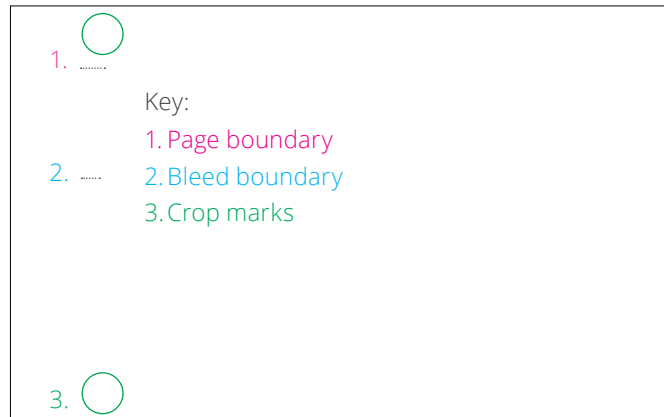 1.
Key:
1. Page boundary
2.
2. Bleed boundary
3. Crop marks
3.